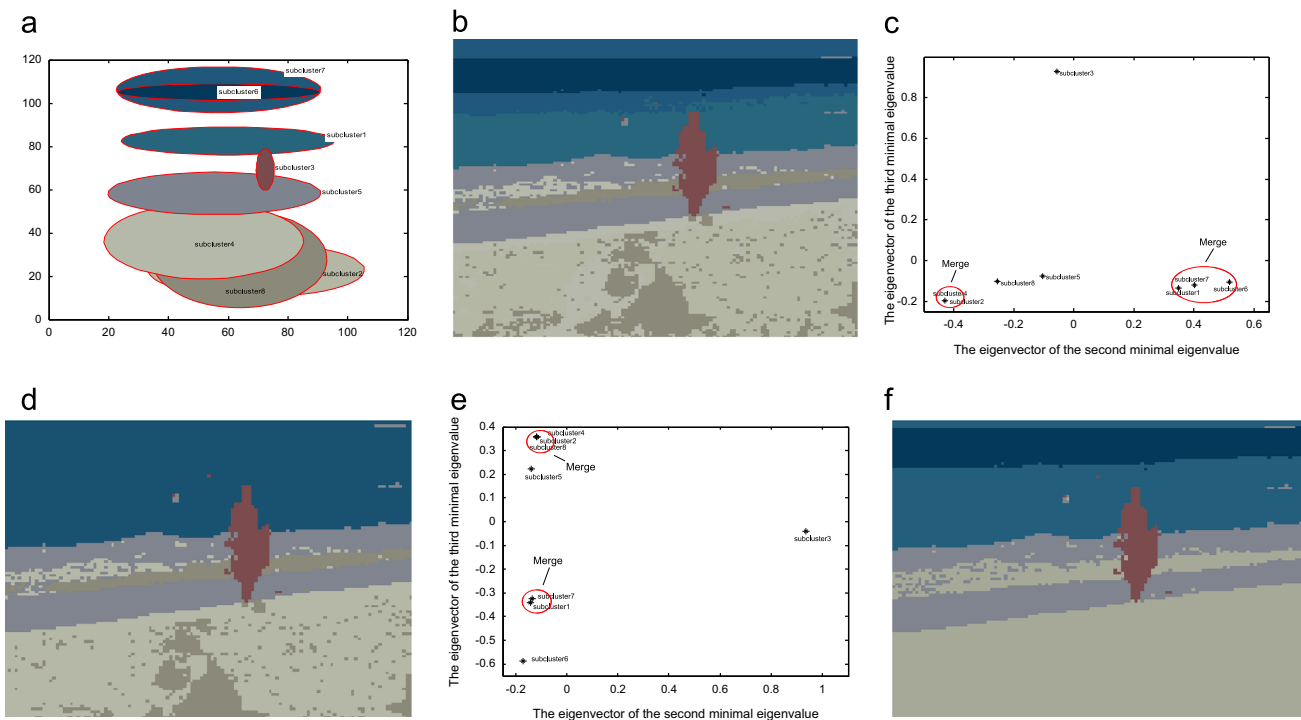 a
120
100
80
60
40
20
0
0 20 40 60 80 100 120
subcluster7
subcluster6
subcluster1
subcluster3
subcluster5
subcluster4
subcluster2
subcluster8
b
c
The eigenvector of the third minimal eigenvalue
0.8
0.6
0.4
0.2
0
-0.2
-0.4 -0.2 0 0.2 0.4 0.6
The eigenvector of the second minimal eigenvalue
subcluster3
Merge
Merge
subcluster5
subcluster8
subcluster7
subcluster1
subcluster6
subcluster4
subcluster2
d
e
The eigenvector of the third minimal eigenvalue
0.4
0.3
0.2
0.1
0
-0.1
-0.2
-0.3
-0.4
-0.5
-0.6
-0.2 0 0.2 0.4 0.6 0.8 1
The eigenvector of the second minimal eigenvalue
subcluster4
subcluster2
subcluster8
Merge
subcluster5
subcluster3
Merge
subcluster7
subcluster1
subcluster6
f